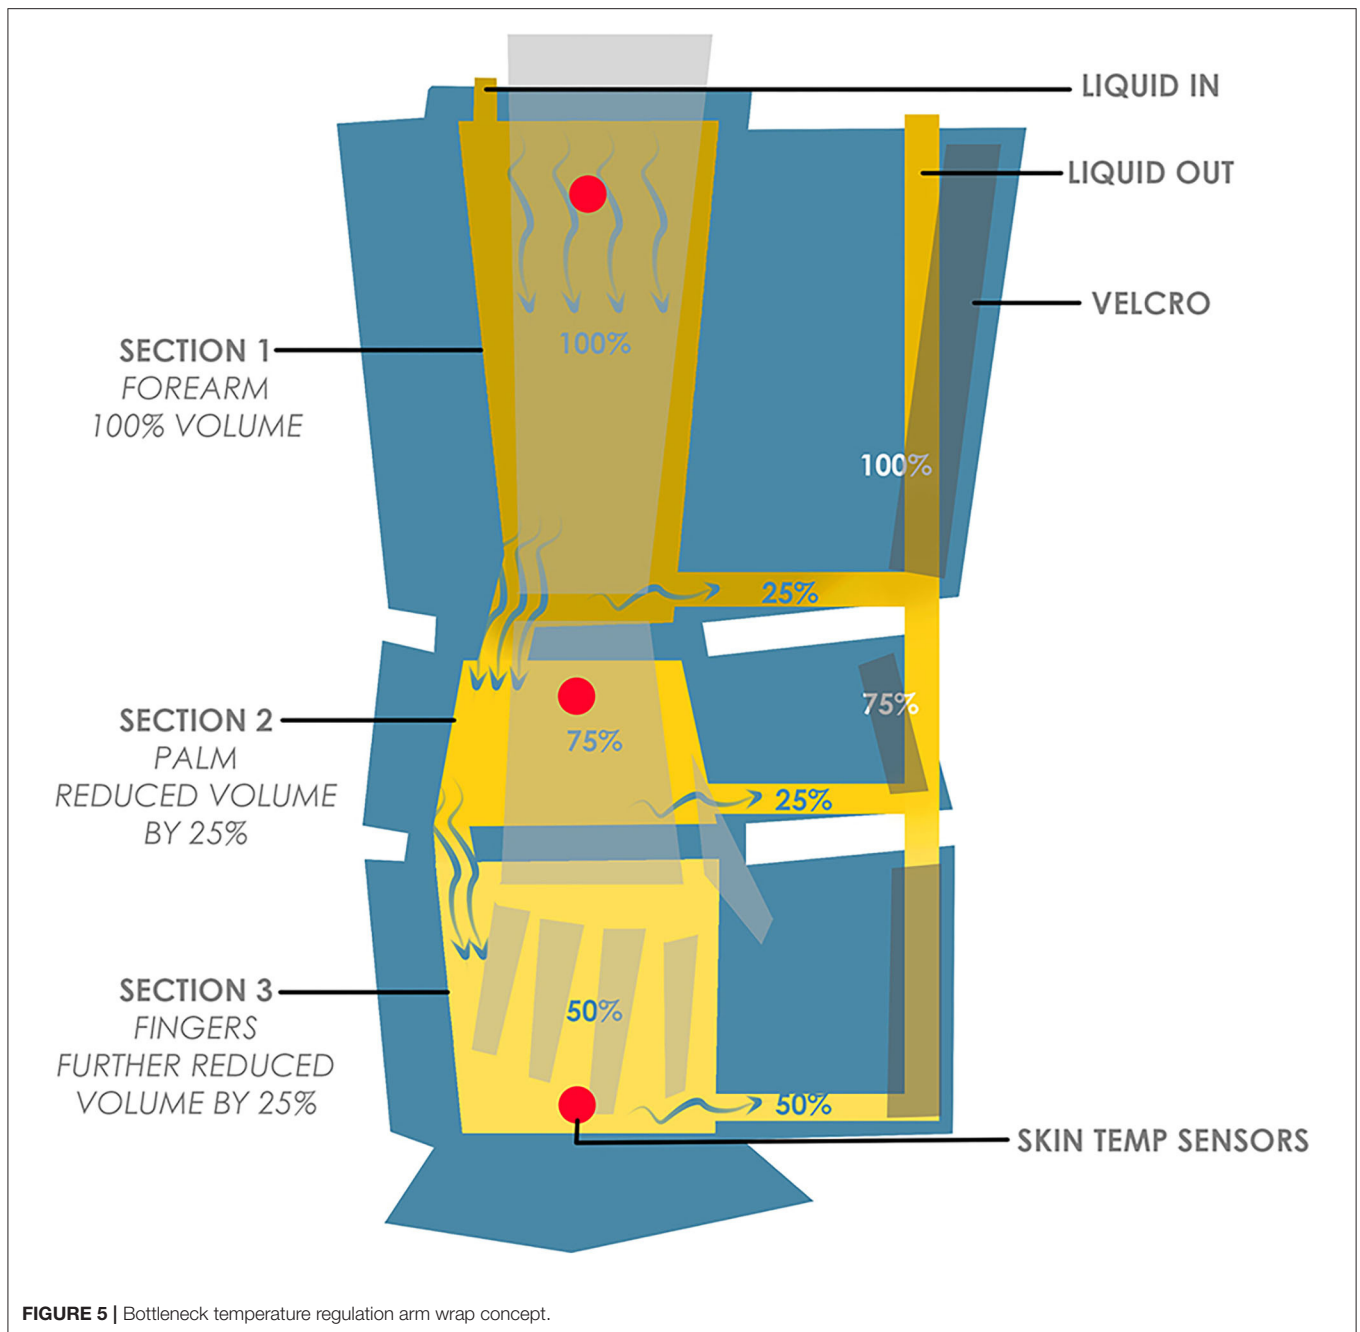 LIQUID IN
LIQUID OUT
VELCRO
100%
SECTION 1
FOREARM
100% VOLUME
100%
25%
75%
SECTION 2
PALM
REDUCED VOLUME
BY 25%
75%
25%
SECTION 3
FINGERS
FURTHER REDUCED
VOLUME BY 25%
50%
50%
SKIN TEMP SENSORS
FIGURE 5 | Bottleneck temperature regulation arm wrap concept.